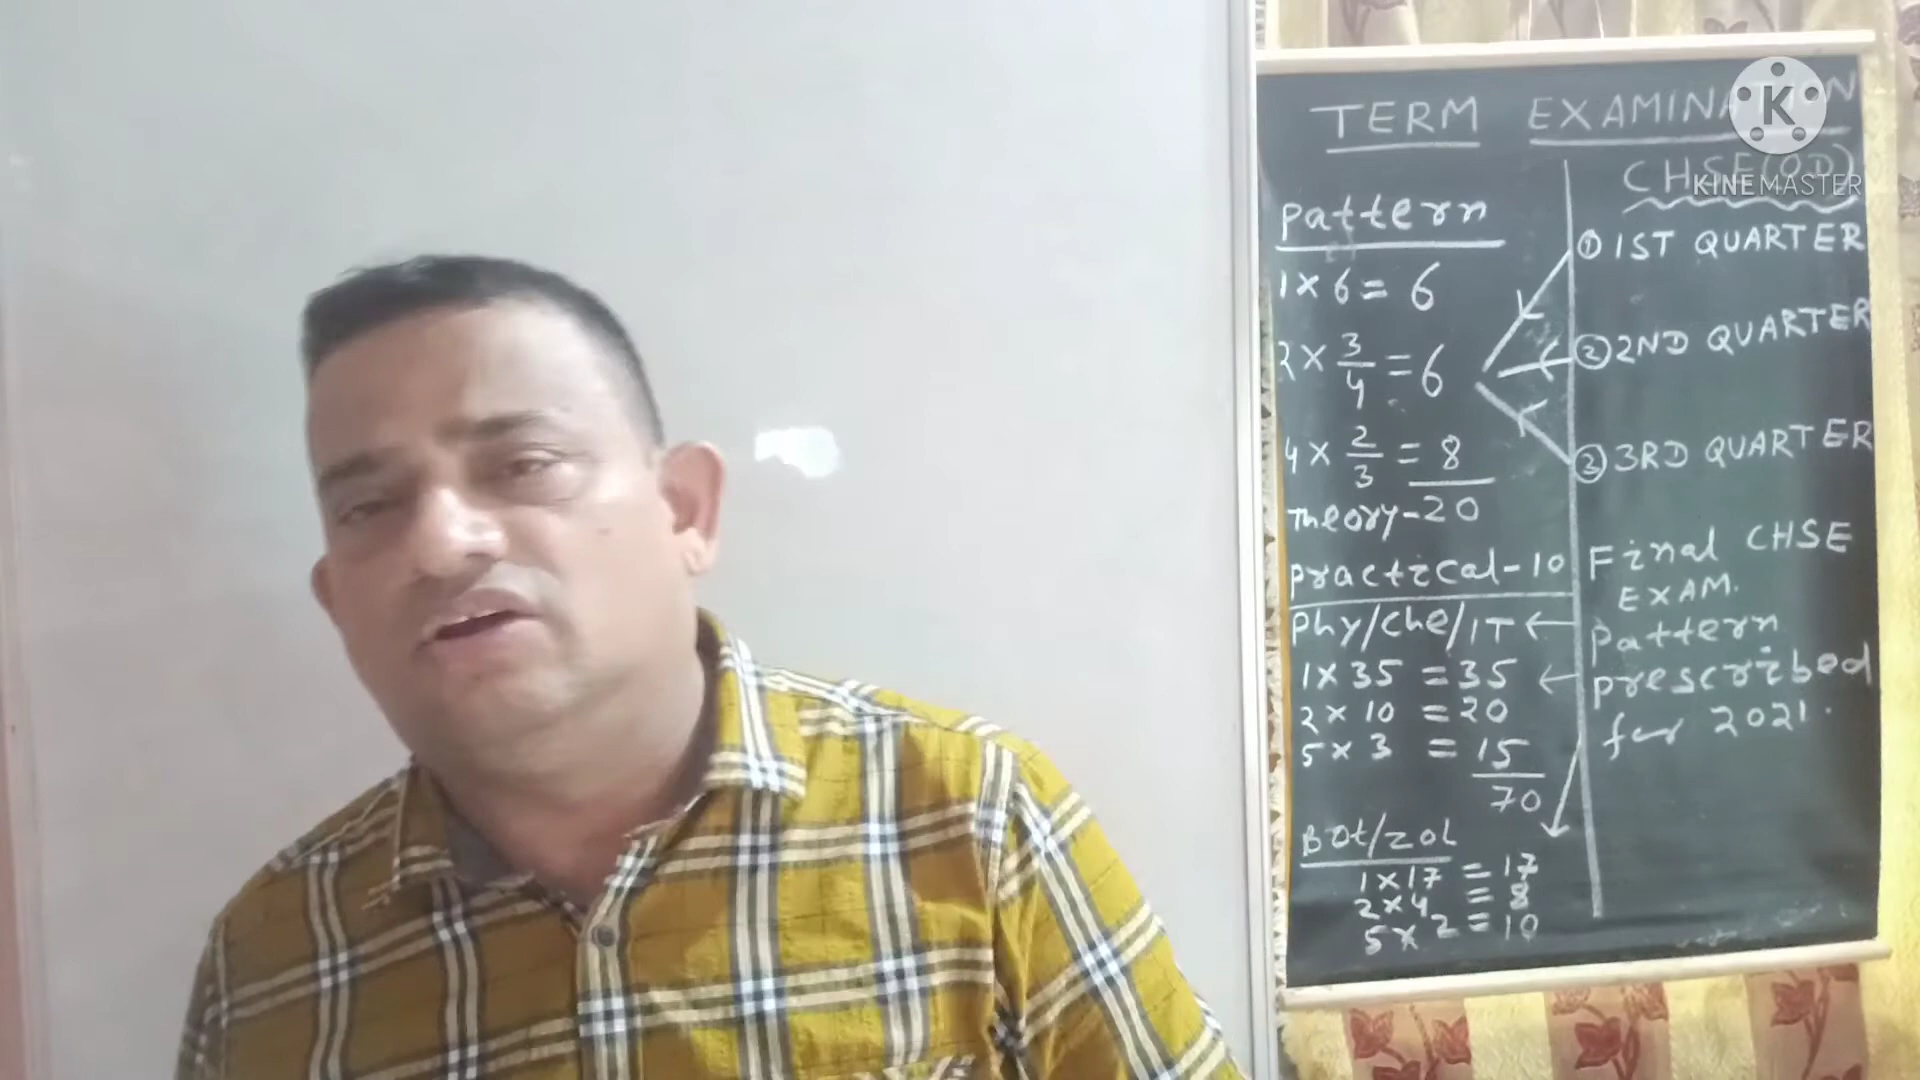 TERM EXAMINATION
CHSE(OD)
KINEMASTER
Pattern
1 × 6 = 6
2 × 3/4 = 6
4 × 2/3 = 8
20
Theory-20
Practical-10
Phy/Che/IT
1 × 35 = 35
2 × 10 = 20
5 × 3 = 15
70
Bot/Zol
1 × 17 = 17
2 × 4 = 8
5 × 2 = 10
① 1ST QUARTER
② 2ND QUARTER
③ 3RD QUARTER
Final CHSE
EXAM.
Pattern
Prescribed
for 2021.